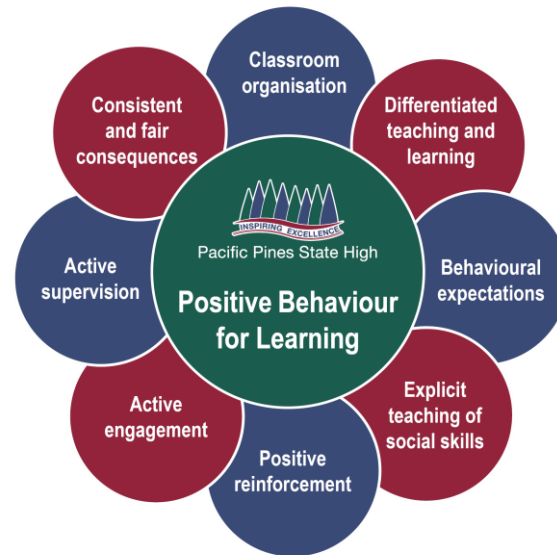 Classroom
organisation
Differentiated
teaching and
learning
Behavioural
expectations
Explicit
teaching of
social skills
Positive
reinforcement
Active
engagement
Active
supervision
Consistent
and fair
consequences
INSPIRING EXCELLENCE
Pacific Pines State High
Positive Behaviour
for Learning